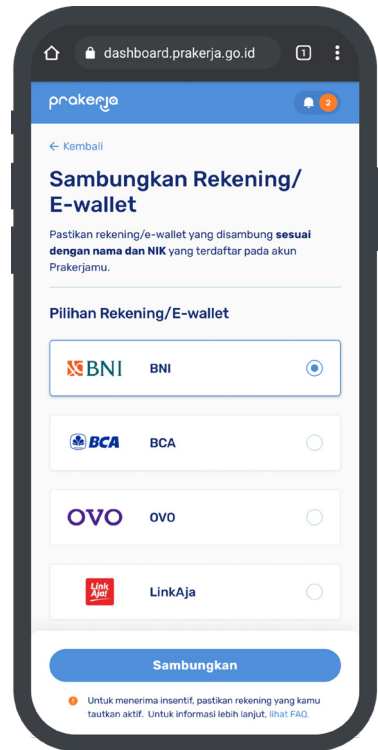 dashboard.prakerja.go.id
1
prakerja
2
← Kembali
Sambungkan Rekening/
E-wallet
Pastikan rekening/e-wallet yang disambung sesuai
dengan nama dan NIK yang terdaftar pada akun
Prakerjamu.
Pilihan Rekening/E-wallet
BNI BNI
BCA BCA
OVO OVO
Link
Aja! LinkAja
Sambungkan
! Untuk menerima insentif, pastikan rekening yang kamu
tautkan aktif. Untuk informasi lebih lanjut, lihat FAQ.